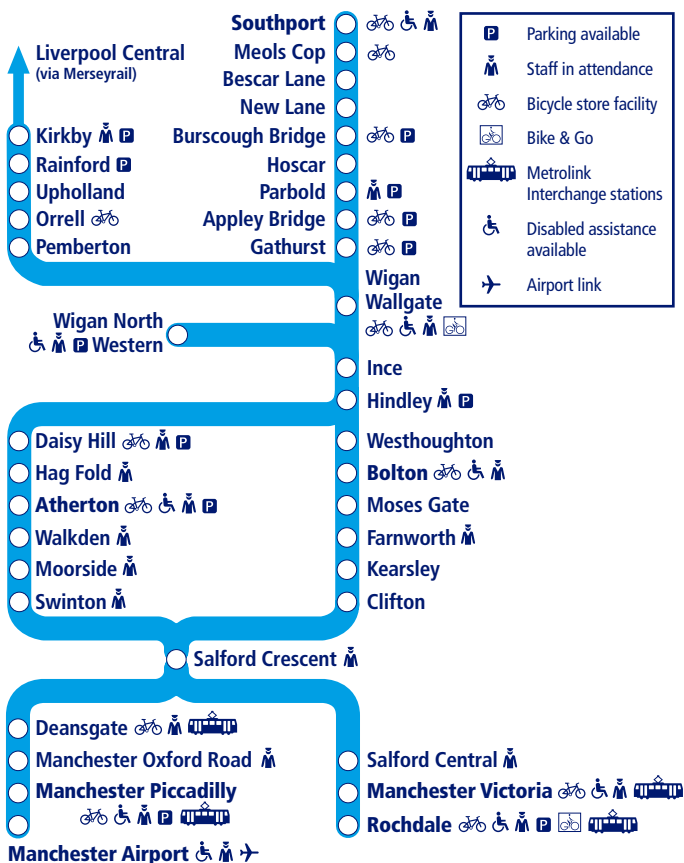 Southport
Meols Cop
Bescar Lane
New Lane
Burscough Bridge
Hoscar
Parbold
Appley Bridge
Gathurst
Liverpool Central
(via Merseyrail)
Kirkby P
Rainford P
Upholland
Orrell
Pemberton
P
P
P
P
P Parking available
Staff in attendance
Bicycle store facility
Bike & Go
Metrolink
Interchange stations
Disabled assistance
available
Airport link
Wigan
Wallgate
Wigan North
P Western
Ince
Hindley P
Daisy Hill P
Hag Fold
Atherton P
Walkden
Moorside
Swinton
Westhoughton
Bolton
Moses Gate
Farnworth
Kearsley
Clifton
Salford Crescent
Deansgate
Manchester Oxford Road
Manchester Piccadilly
P
Manchester Airport
Salford Central
Manchester Victoria
Rochdale P